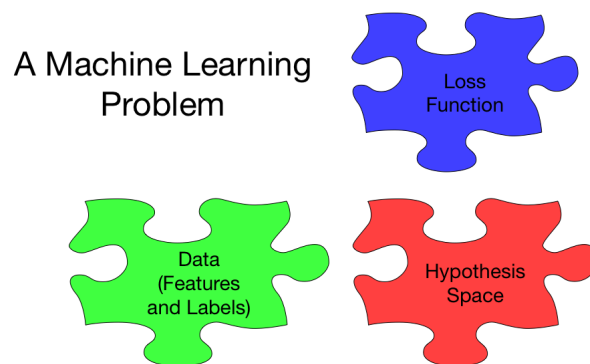 A Machine Learning
Problem
Loss
Function
Data
(Features
and Labels)
Hypothesis
Space